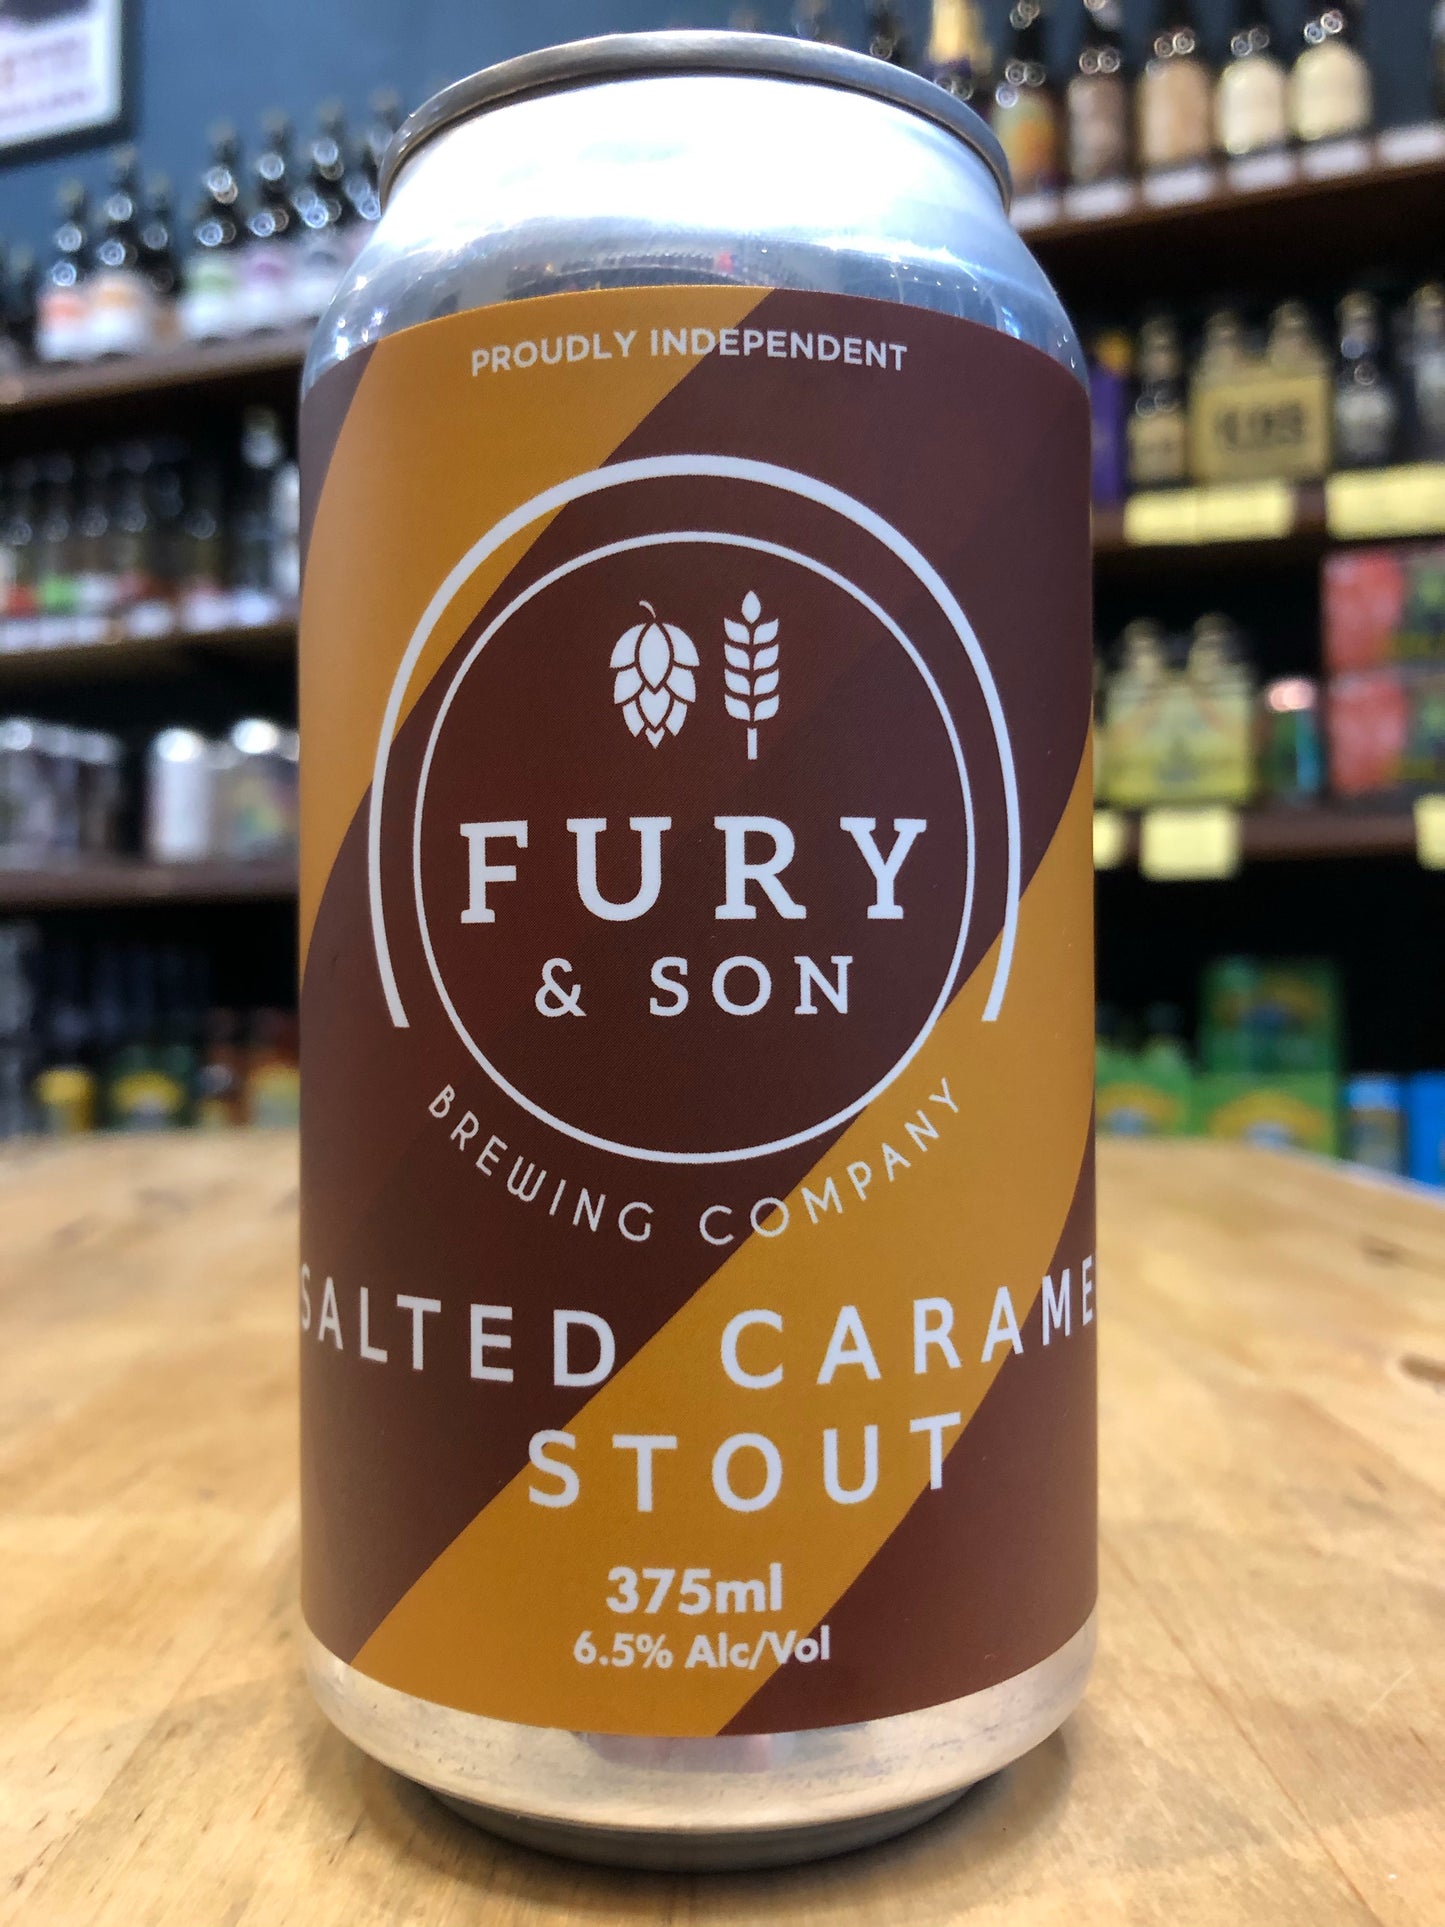 PROUDLY INDEPENDENT
FURY
& SON
BREWING COMPANY
SALTED CARAME
STOUT
375ml
6.5% Alc/Vol